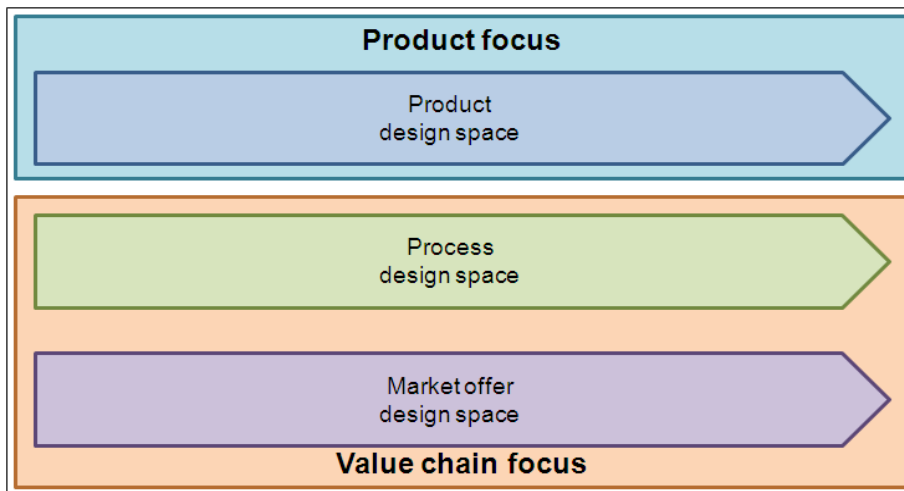 Product focus
Product
design space
Process
design space
Market offer
design space
Value chain focus